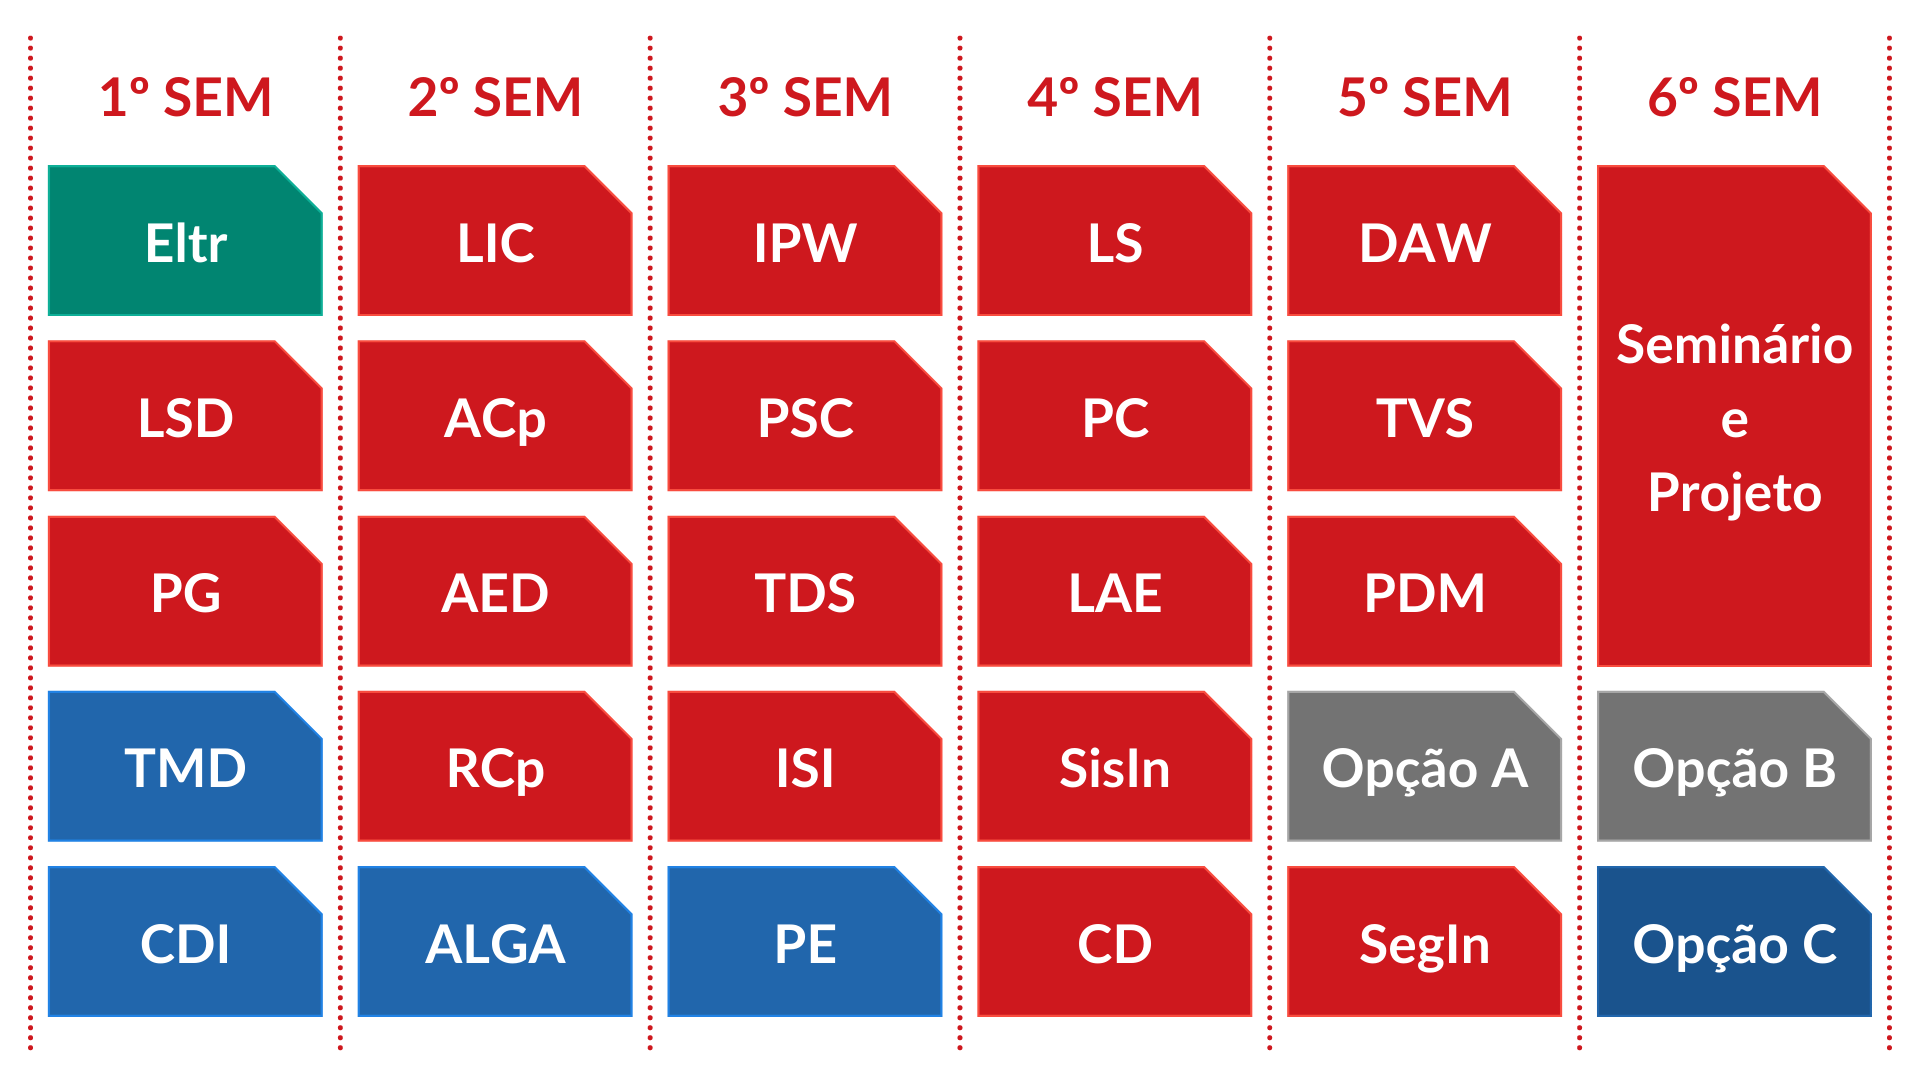 1º SEM
2º SEM
3º SEM
4º SEM
5º SEM
6º SEM
Eltr
LIC
IPW
LS
DAW
Seminário
e
Projeto
LSD
ACp
PSC
PC
TVS
PG
AED
TDS
LAE
PDM
TMD
RCp
ISI
SisIn
Opção A
Opção B
CDI
ALGA
PE
CD
SegIn
Opção C